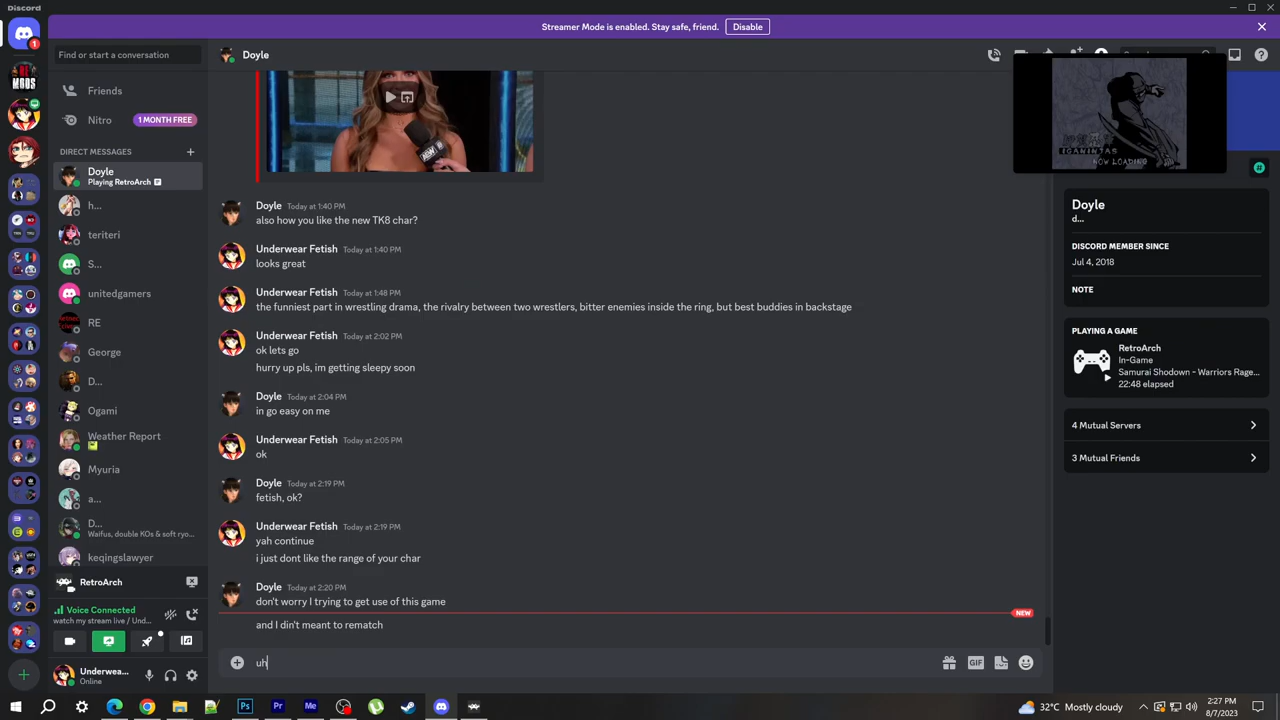 Discord
Streamer Mode is enabled. Stay safe, friend.
Disable
Find or start a conversation
Friends
Nitro
1 MONTH FREE
DIRECT MESSAGES
Doyle
Playing RetroArch
h...
teriteri
S...
unitedgamers
RE
George
D...
Ogami
Weather Report
Myuria
a...
D...
Waifus, double KOs & soft ryo...
keqingslawyer
RetroArch
Voice Connected
watch my stream live / Und...
Underwea...
Online
Doyle
Doyle Today at 1:40 PM
also how you like the new TK8 char?
Underwear Fetish Today at 1:40 PM
looks great
Underwear Fetish Today at 1:48 PM
the funniest part in wrestling drama, the rivalry between two wrestlers, bitter enemies inside the ring, but best buddies in backstage
Underwear Fetish Today at 2:02 PM
ok lets go
hurry up pls, im getting sleepy soon
Doyle Today at 2:04 PM
in go easy on me
Underwear Fetish Today at 2:05 PM
ok
Doyle Today at 2:19 PM
fetish, ok?
Underwear Fetish Today at 2:19 PM
yah continue
i just dont like the range of your char
Doyle Today at 2:20 PM
don't worry I trying to get use of this game
NEW
and I din't meant to rematch
uh
GIF
NOW LOADING
Doyle
d...
DISCORD MEMBER SINCE
Jul 4, 2018
NOTE
PLAYING A GAME
RetroArch
In-Game
Samurai Shodown - Warriors Rage...
22:48 elapsed
4 Mutual Servers
3 Mutual Friends
32°C Mostly cloudy
2:27 PM
8/7/2023